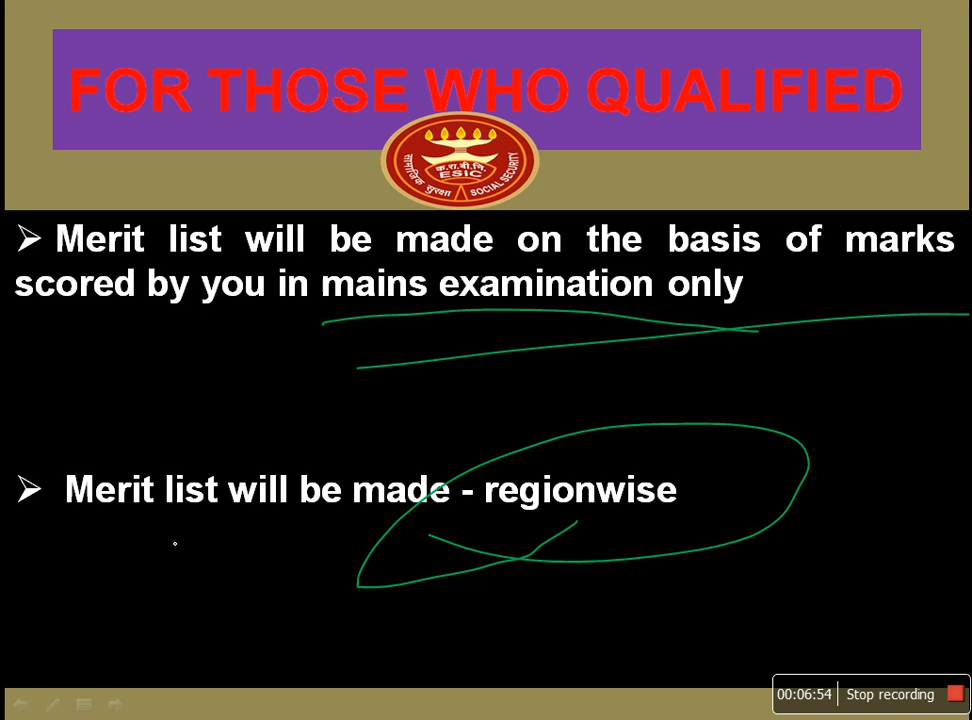 FOR THOSE WHO QUALIFIED
क.रा.बी.नि.
ESIC
सामाजिक सुरक्षा
SOCIAL SECURITY
➢ Merit list will be made on the basis of marks
scored by you in mains examination only
➢ Merit list will be made - regionwise
00:06:54 Stop recording